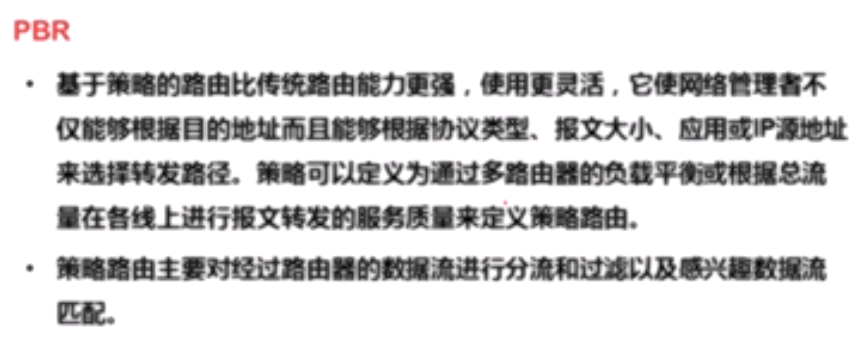 PBR
• 基于策略的路由比传统路由能力更强，使用更灵活，它使网络管理者不
仅能够根据目的地址而且能够根据协议类型、报文大小、应用或IP源地址
来选择转发路径。策略可以定义为通过多路由器的负载平衡或根据总流
量在各线上进行报文转发的服务质量来定义策略路由。
• 策略路由主要对经过路由器的数据流进行分流和过滤以及感兴趣数据流
匹配。